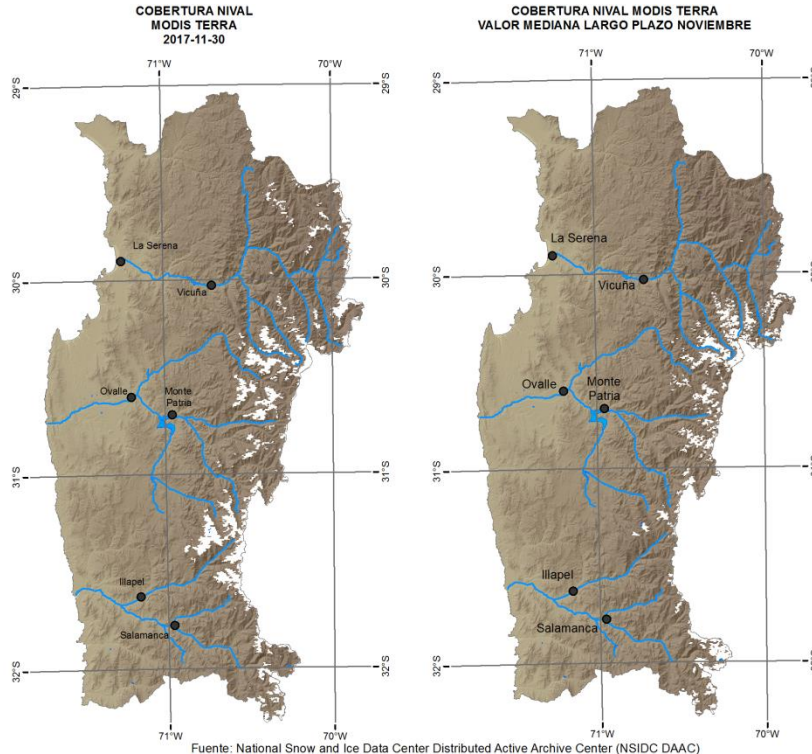 COBERTURA NIVAL
MODIS TERRA
2017-11-30
71°W
70°W
29°S
29°S
La Serena
Vicuña
30°S
30°S
Ovalle
Monte
Patria
31°S
31°S
Illapel
Salamanca
32°S
32°S
71°W
70°W
COBERTURA NIVAL MODIS TERRA
VALOR MEDIANA LARGO PLAZO NOVIEMBRE
71°W
70°W
29°S
La Serena
Vicuña
30°S
Ovalle
Monte
Patria
31°S
Illapel
Salamanca
32°S
71°W
70°W
Fuente: National Snow and Ice Data Center Distributed Active Archive Center (NSIDC DAAC)